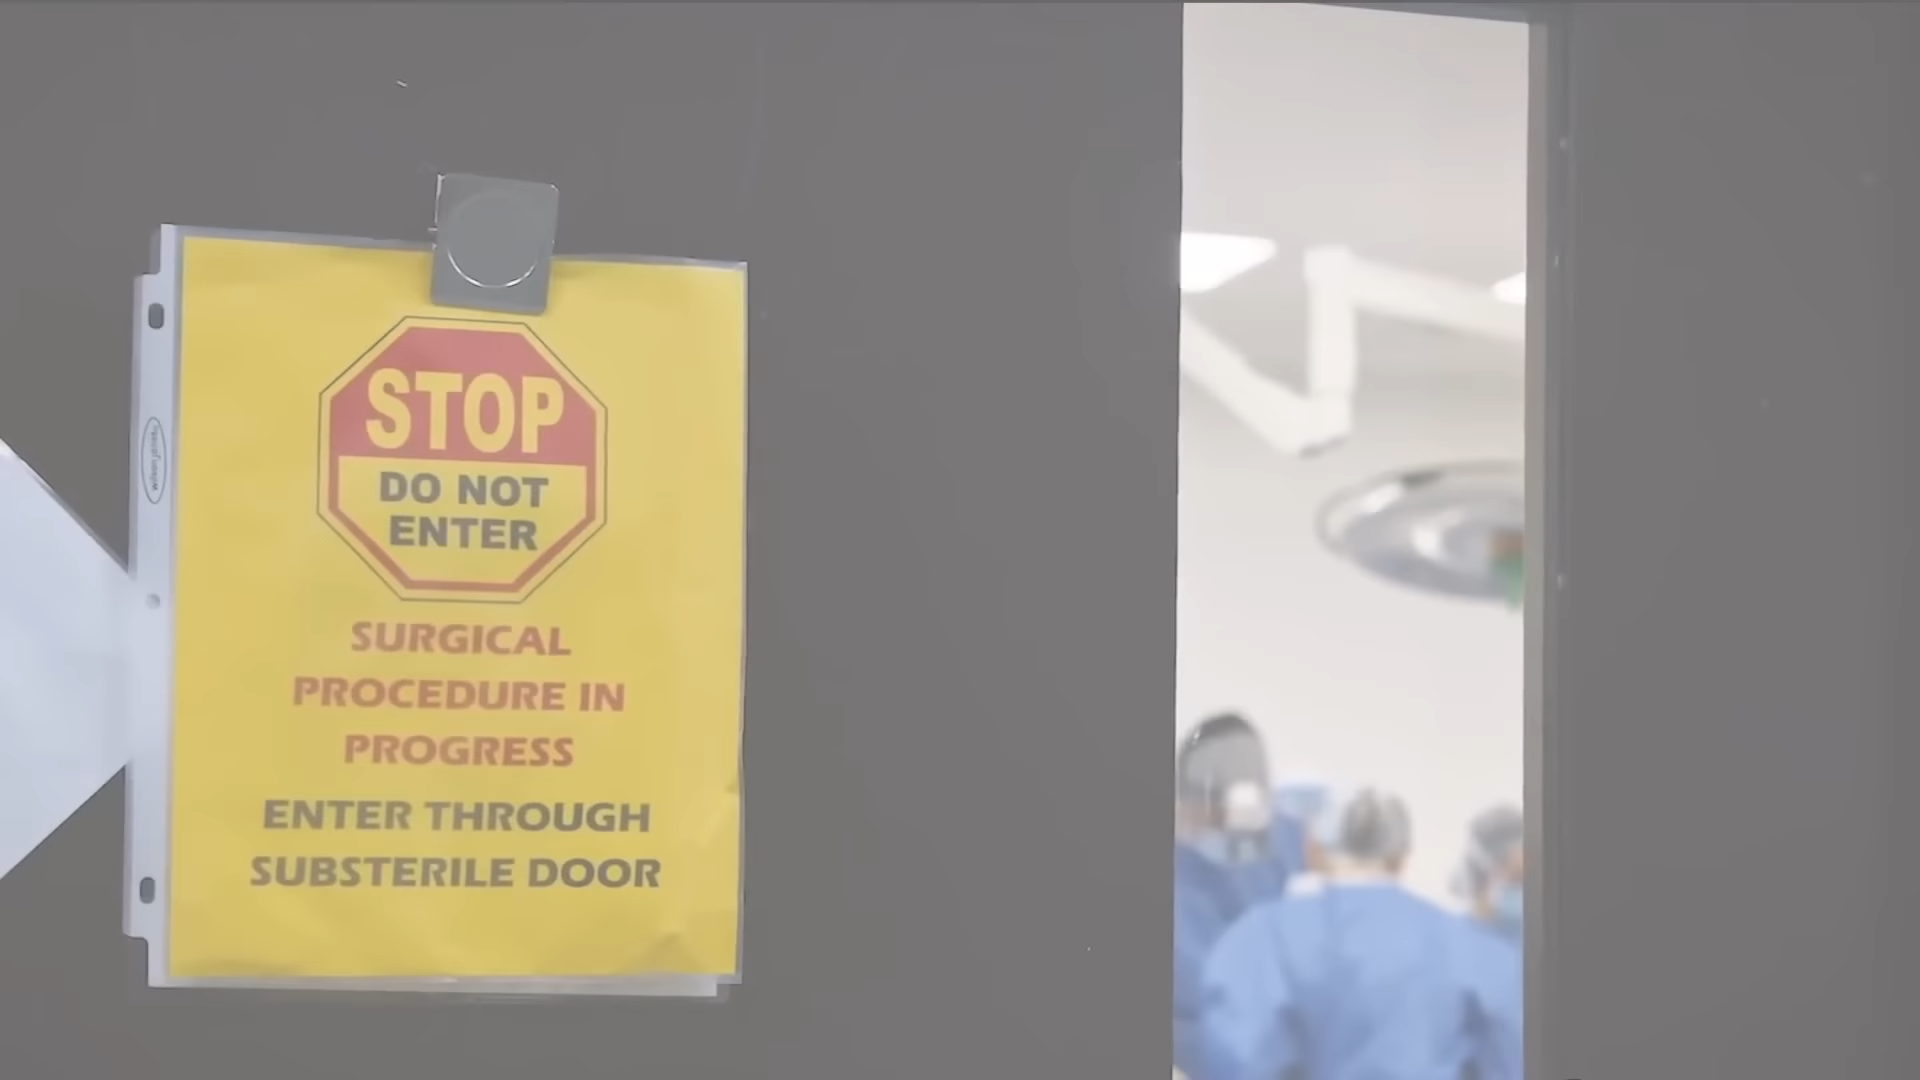 STOP
DO NOT
ENTER
SURGICAL
PROCEDURE IN
PROGRESS
ENTER THROUGH
SUBSTERILE DOOR